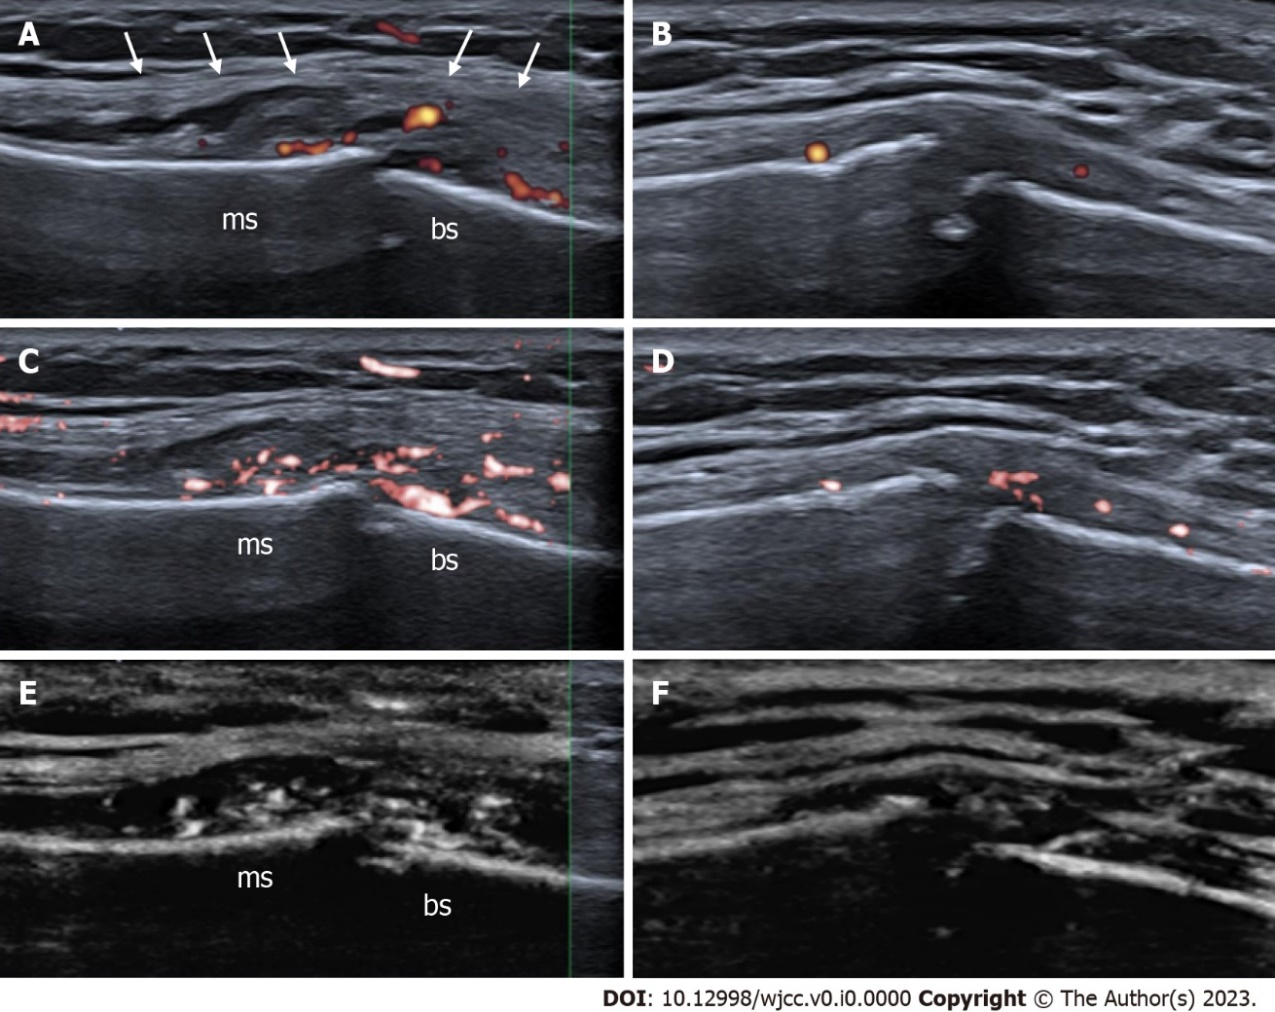 A
B
ms
bs
C
D
ms
bs
E
F
ms
bs
DOI: 10.12998/wjcc.v0.i0.0000 Copyright © The Author(s) 2023.